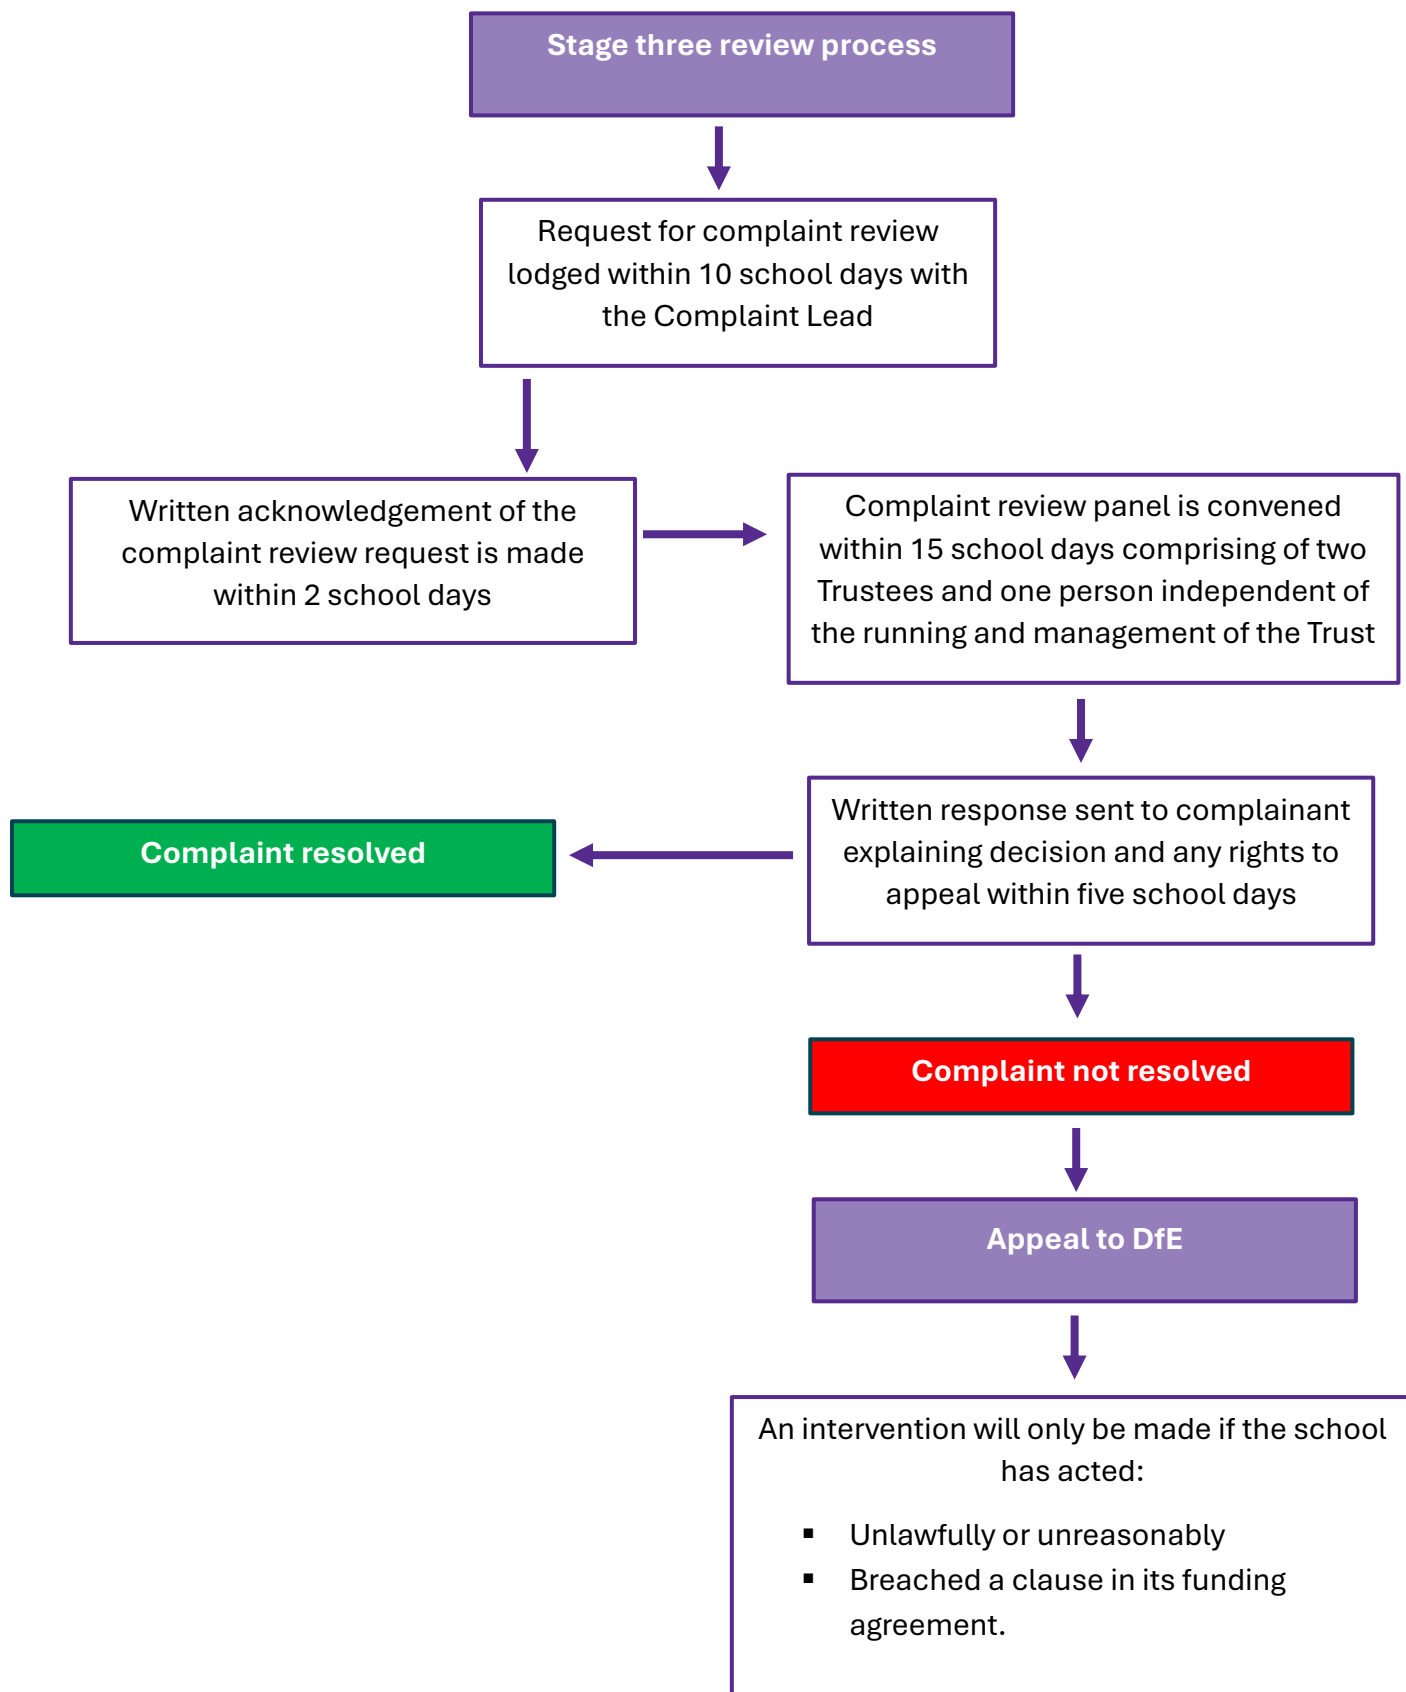 Stage three review process
Request for complaint review
lodged within 10 school days with
the Complaint Lead
Written acknowledgement of the
complaint review request is made
within 2 school days
Complaint review panel is convened
within 15 school days comprising of two
Trustees and one person independent of
the running and management of the Trust
Written response sent to complainant
explaining decision and any rights to
appeal within five school days
Complaint resolved
Complaint not resolved
Appeal to DfE
An intervention will only be made if the school
has acted:
▪ Unlawfully or unreasonably
▪ Breached a clause in its funding
agreement.